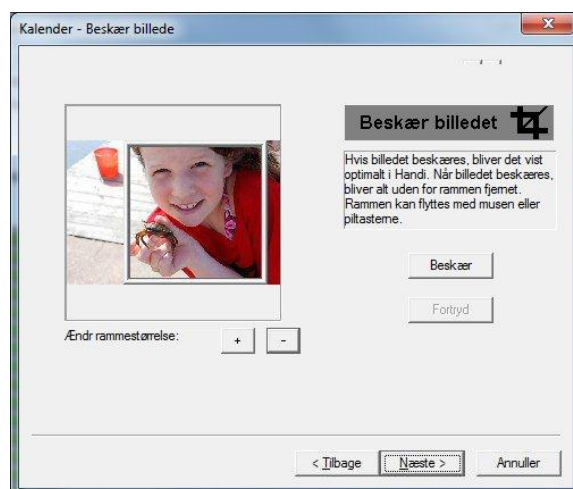 Kalender - Beskær billede
Beskær billedet
Hvis billedet beskæres, bliver det vist
optimalt i Handi. Når billedet beskæres,
bliver alt uden for rammen fjernet.
Rammen kan flyttes med musen eller
piltasterne.
Beskær
Fortryd
Ændr rammestørrelse:
+
-
< Tilbage
Næste >
Annuller